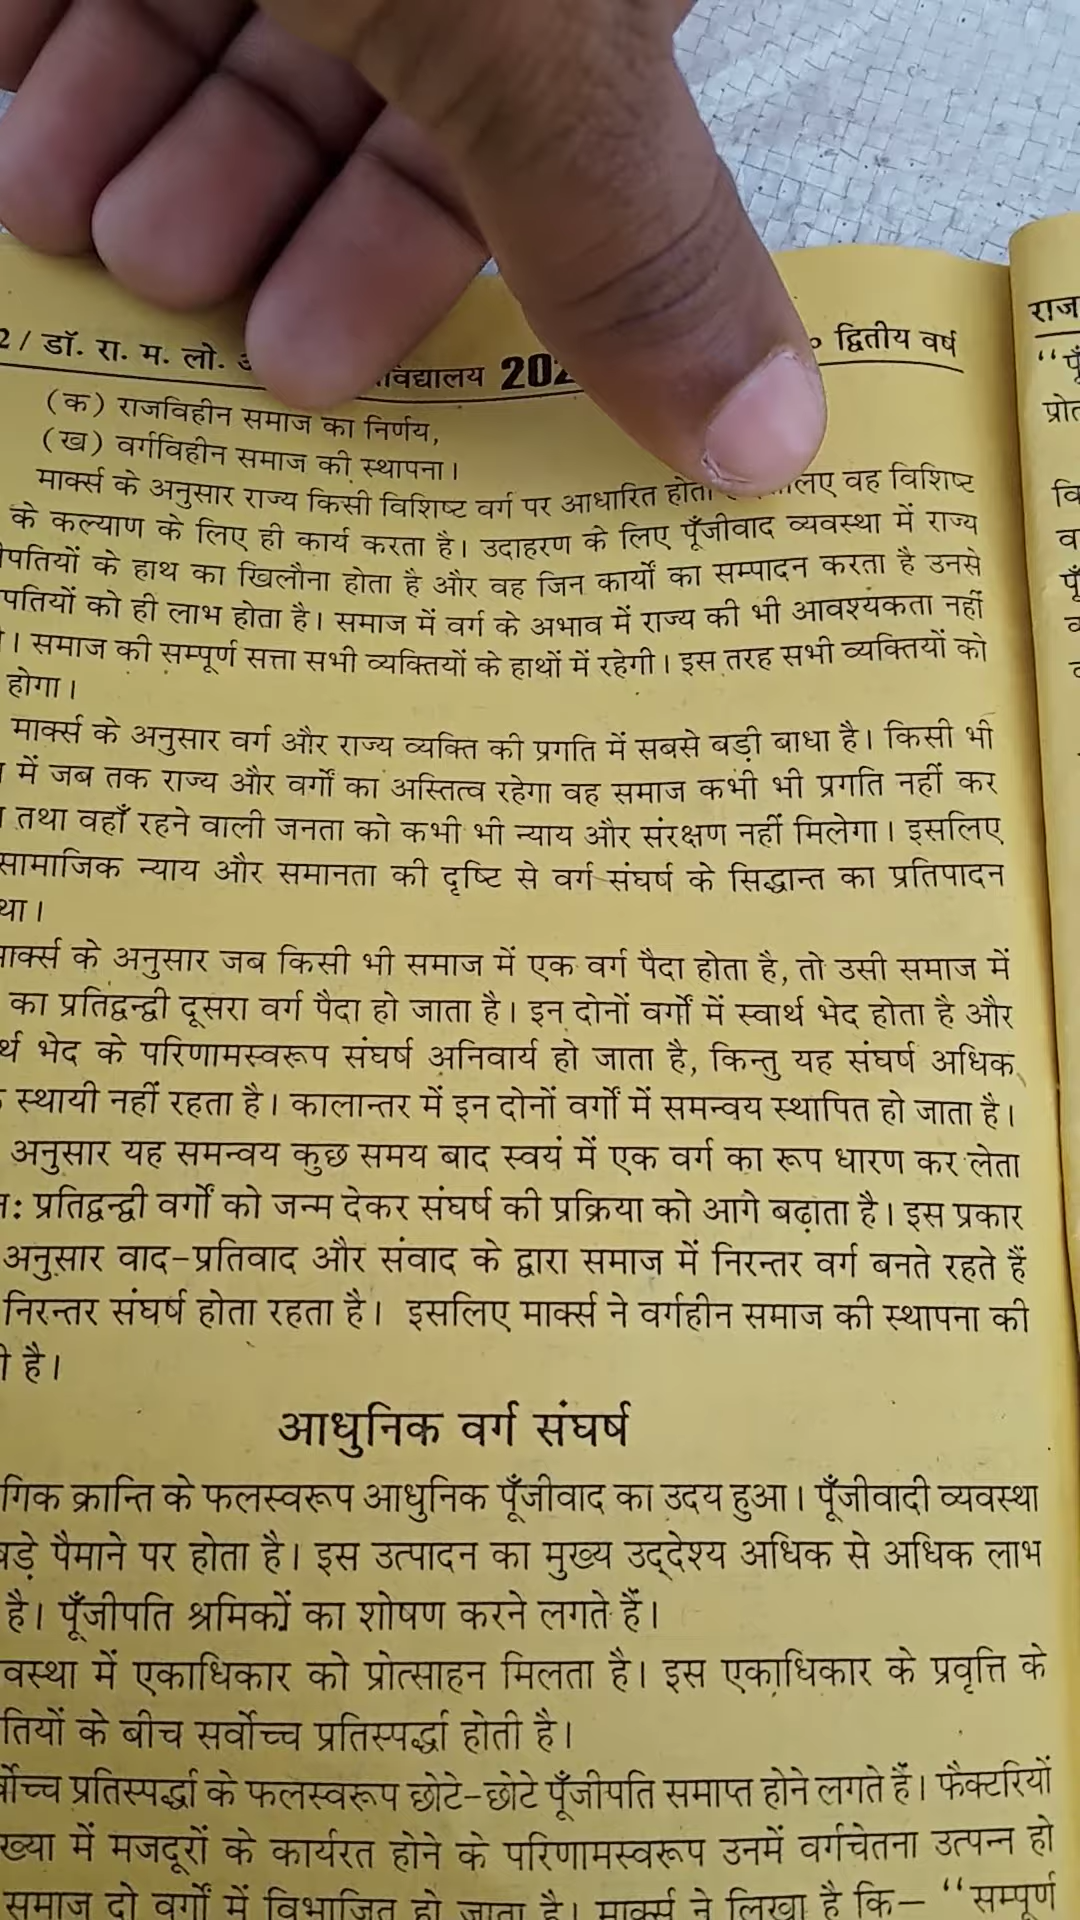 2 / डॉ. रा. म. लो. विद्यालय द्वितीय वर्ष
(क) राजविहीन समाज का निर्णय,
(ख) वर्गविहीन समाज की स्थापना।
मार्क्स के अनुसार राज्य किसी विशिष्ट वर्ग पर आधारित होता वह विशिष्ट
के कल्याण के लिए ही कार्य करता है। उदाहरण के लिए पूँजीवाद व्यवस्था में राज्य
पतियों के हाथ का खिलौना होता है और वह जिन कार्यों का सम्पादन करता है उनसे
पतियों को ही लाभ होता है। समाज में वर्ग के अभाव में राज्य की भी आवश्यकता नहीं
। समाज की सम्पूर्ण सत्ता सभी व्यक्तियों के हाथों में रहेगी। इस तरह सभी व्यक्तियों को
होगा।
मार्क्स के अनुसार वर्ग और राज्य व्यक्ति की प्रगति में सबसे बड़ी बाधा है। किसी भी
में जब तक राज्य और वर्गों का अस्तित्व रहेगा वह समाज कभी भी प्रगति नहीं कर
तथा वहाँ रहने वाली जनता को कभी भी न्याय और संरक्षण नहीं मिलेगा। इसलिए
सामाजिक न्याय और समानता की दृष्टि से वर्ग संघर्ष के सिद्धान्त का प्रतिपादन
था।
मार्क्स के अनुसार जब किसी भी समाज में एक वर्ग पैदा होता है, तो उसी समाज में
का प्रतिद्वन्द्वी दूसरा वर्ग पैदा हो जाता है। इन दोनों वर्गों में स्वार्थ भेद होता है और
र्थ भेद के परिणामस्वरूप संघर्ष अनिवार्य हो जाता है, किन्तु यह संघर्ष अधिक
स्थायी नहीं रहता है। कालान्तर में इन दोनों वर्गों में समन्वय स्थापित हो जाता है।
अनुसार यह समन्वय कुछ समय बाद स्वयं में एक वर्ग का रूप धारण कर लेता
: प्रतिद्वन्द्वी वर्गों को जन्म देकर संघर्ष की प्रक्रिया को आगे बढ़ाता है। इस प्रकार
अनुसार वाद-प्रतिवाद और संवाद के द्वारा समाज में निरन्तर वर्ग बनते रहते हैं
निरन्तर संघर्ष होता रहता है। इसलिए मार्क्स ने वर्गहीन समाज की स्थापना की
है।
आधुनिक वर्ग संघर्ष
गिक क्रान्ति के फलस्वरूप आधुनिक पूँजीवाद का उदय हुआ। पूँजीवादी व्यवस्था
बड़े पैमाने पर होता है। इस उत्पादन का मुख्य उद्‌देश्य अधिक से अधिक लाभ
है। पूँजीपति श्रमिकों का शोषण करने लगते हैं।
वस्था में एकाधिकार को प्रोत्साहन मिलता है। इस एकाधिकार के प्रवृत्ति के
तियों के बीच सर्वोच्च प्रतिस्पर्द्धा होती है।
र्वोच्च प्रतिस्पर्द्धा के फलस्वरूप छोटे-छोटे पूँजीपति समाप्त होने लगते हैं। फैक्टरियों
ख्या में मजदूरों के कार्यरत होने के परिणामस्वरूप उनमें वर्गचेतना उत्पन्न हो
समाज दो वर्गों में विभाजित हो जाता है। मार्क्स ने लिखा है कि— “सम्पूर्ण
राज
“पूँ